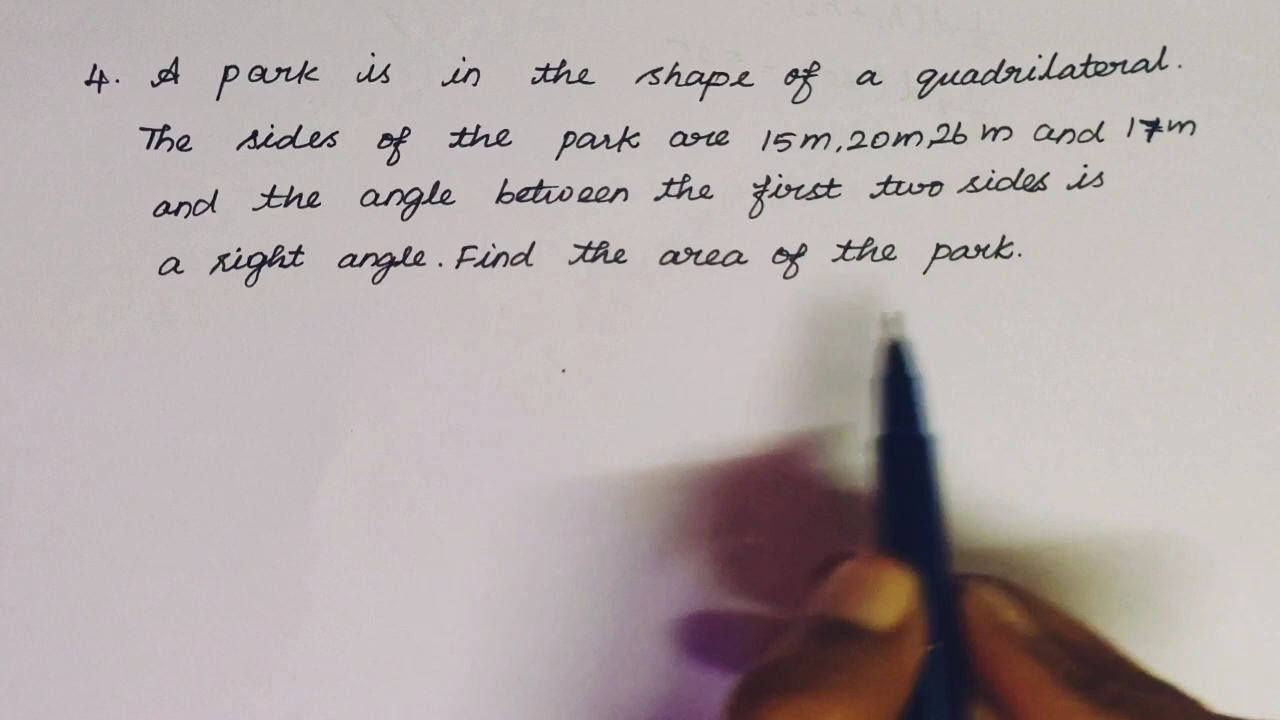 4. A park is in the shape of a quadrilateral.
The sides of the park are 15m, 20m, 26 m and 17m
and the angle between the first two sides is
a right angle. Find the area of the park.